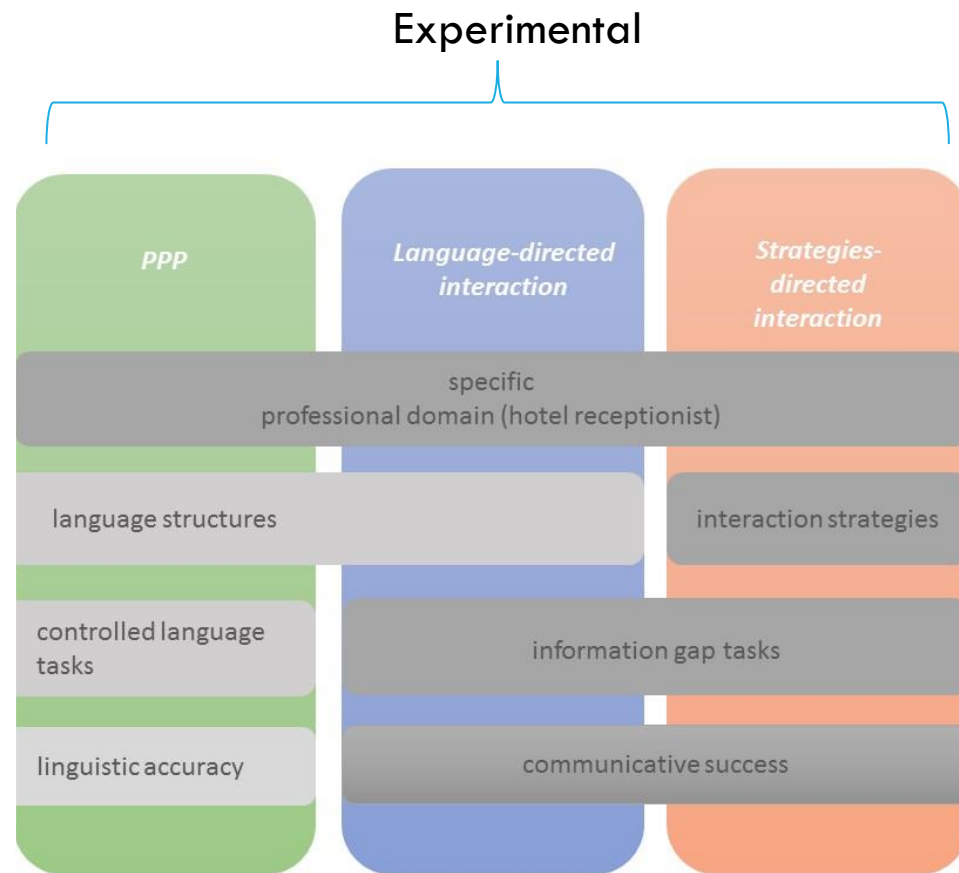 Experimental
PPP
Language-directed
interaction
Strategies-
directed
interaction
specific
professional domain (hotel receptionist)
language structures
interaction strategies
controlled language
tasks
information gap tasks
linguistic accuracy
communicative success